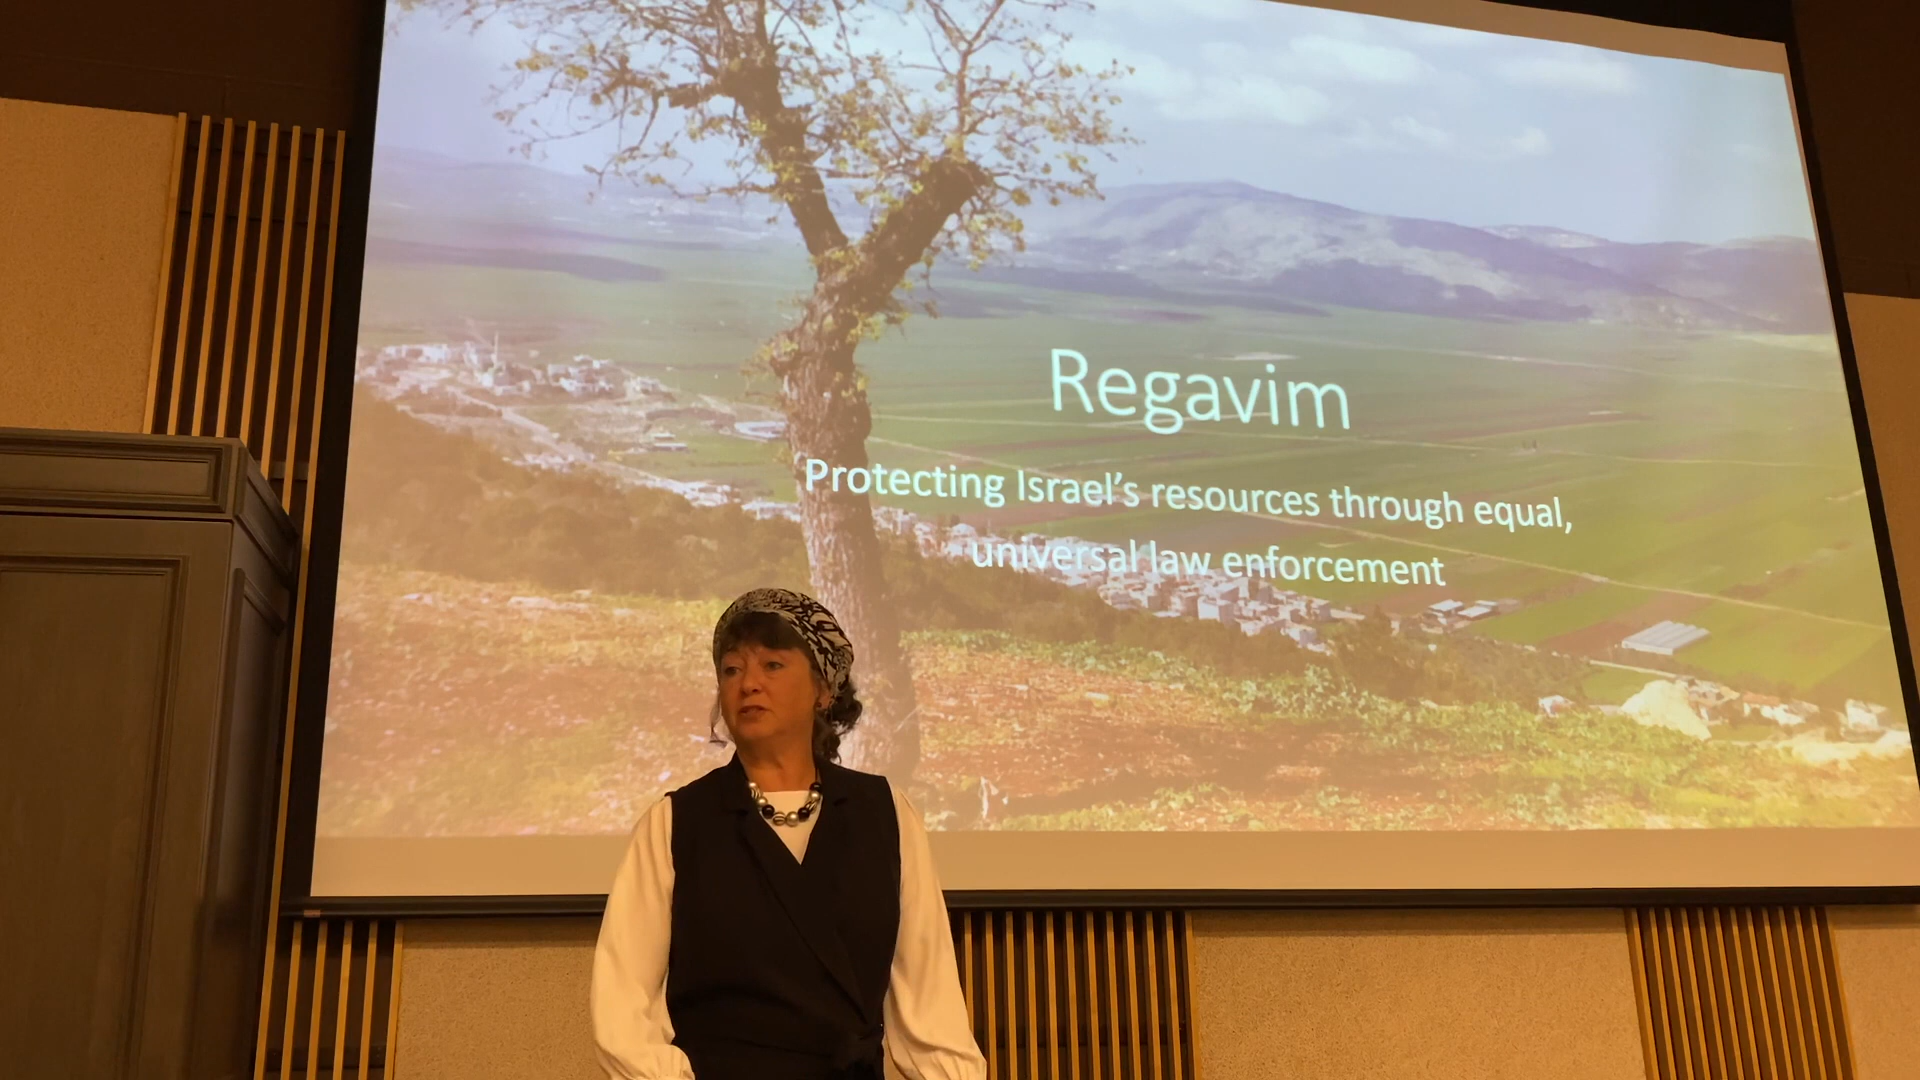 Regavim
Protecting Israel’s resources through equal,
universal law enforcement